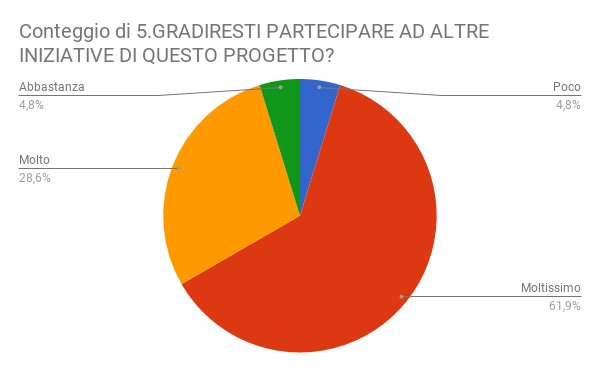 Conteggio di 5.GRADIRESTI PARTECIPARE AD ALTRE
INIZIATIVE DI QUESTO PROGETTO?
Abbastanza
4,8%
Poco
4,8%
Molto
28,6%
Moltissimo
61,9%